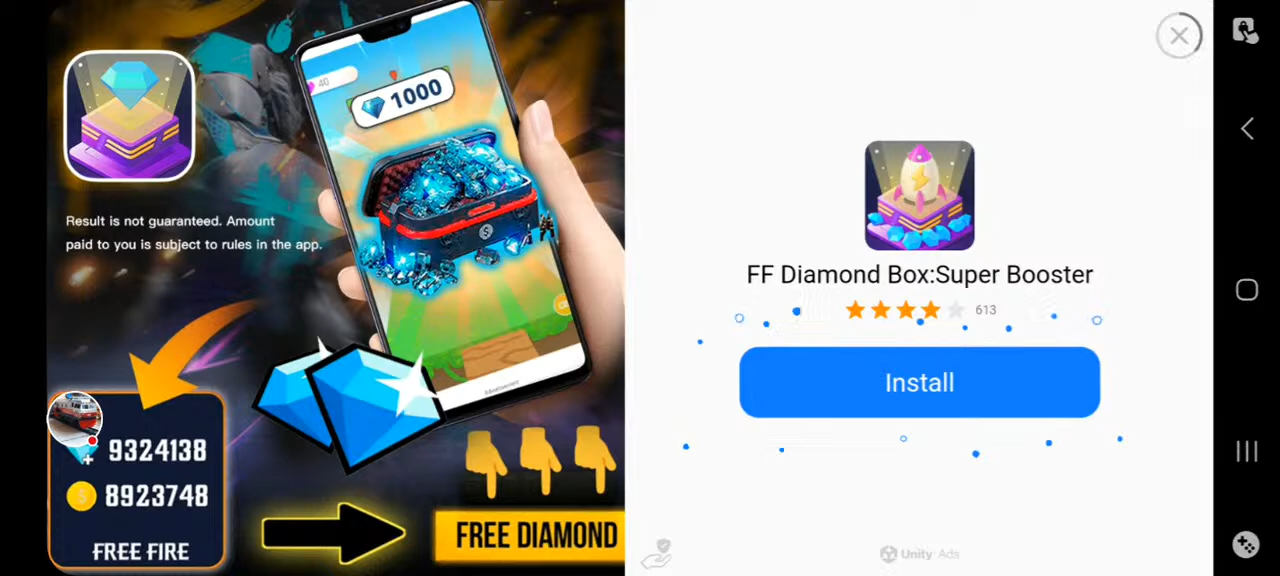 40
1000
Result is not guaranteed. Amount
paid to you is subject to rules in the app.
9324138
8923748
FREE FIRE
FREE DIAMOND
FF Diamond Box:Super Booster
613
Install
Unity Ads